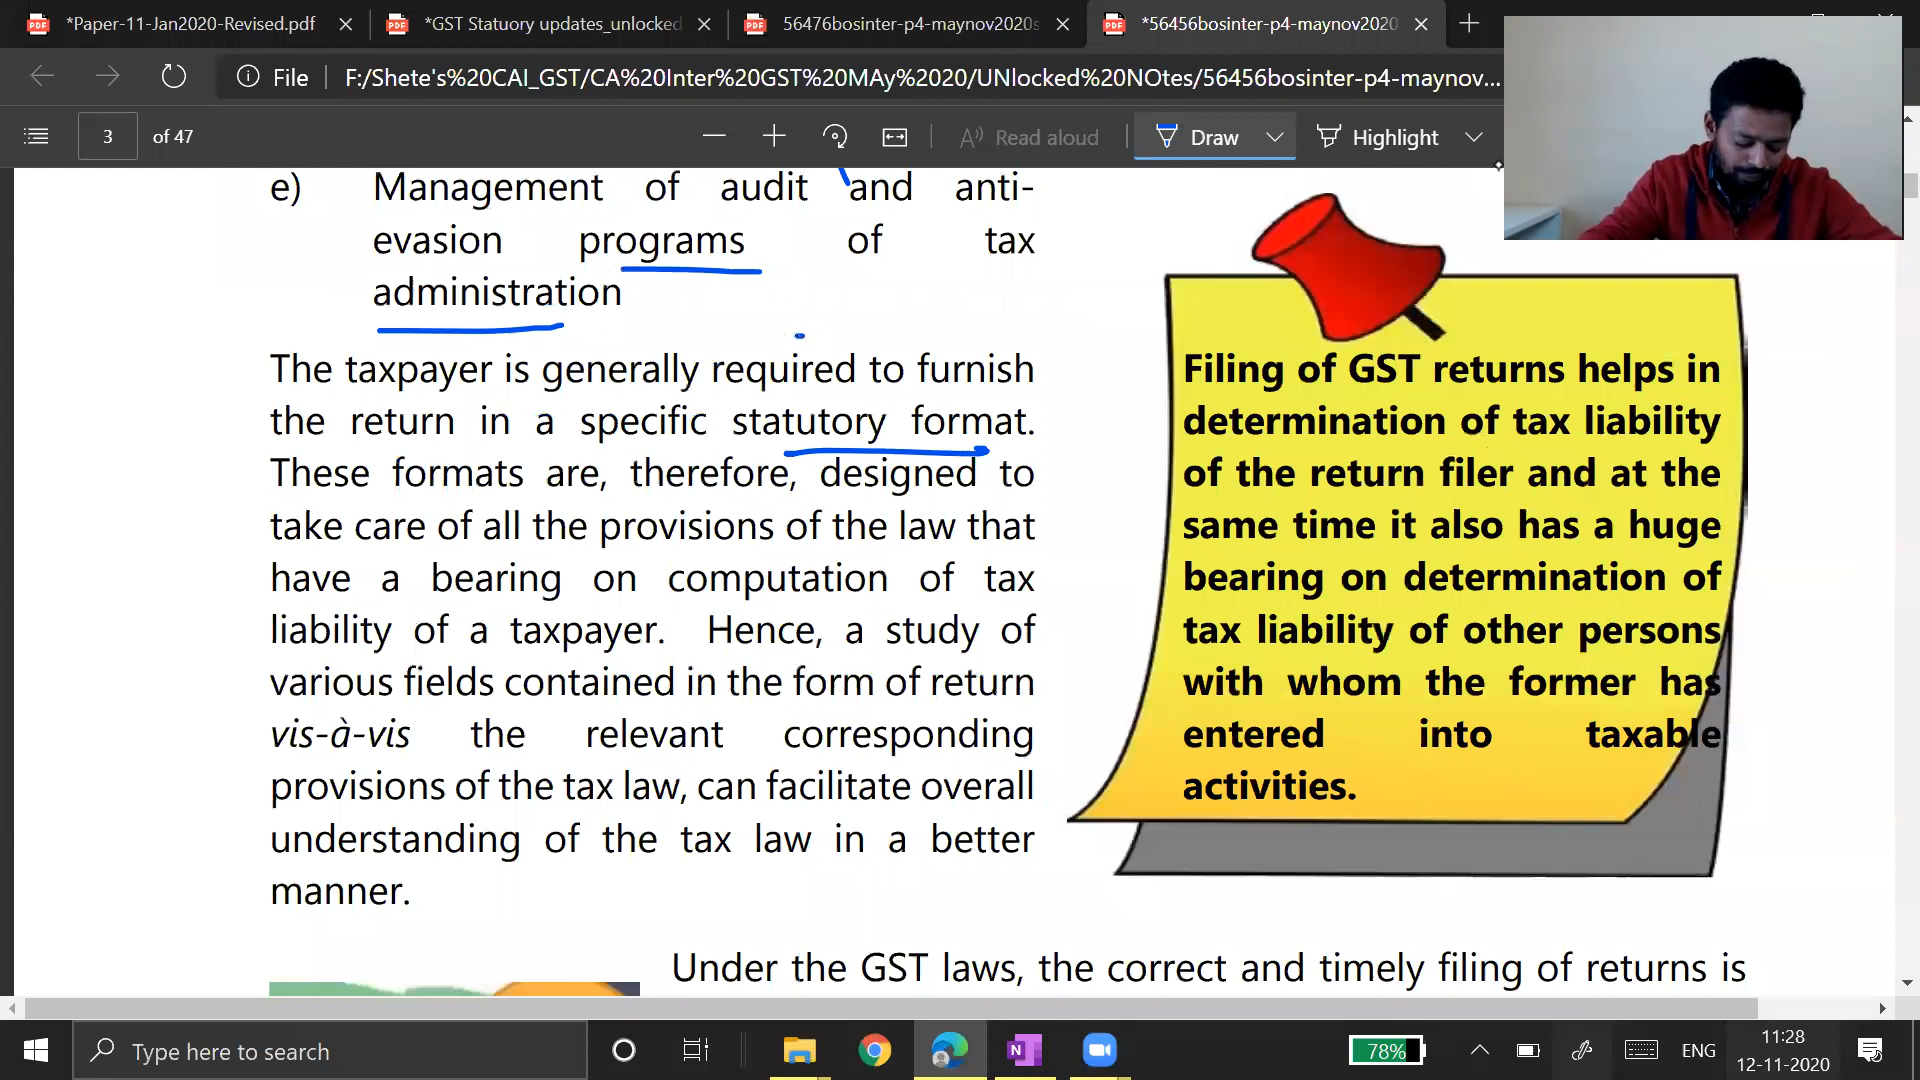 *Paper-11-Jan2020-Revised.pdf
*GST Statuory updates_unlocked
56476bosinter-p4-maynov2020s
*56456bosinter-p4-maynov2020
File
F:/Shete's%20CAI_GST/CA%20Inter%20GST%20MAy%2020/UNlocked%20NOtes/56456bosinter-p4-maynov...
3 of 47
Read aloud
Draw
Highlight
e) Management of audit and anti-
evasion programs of tax
administration
The taxpayer is generally required to furnish
the return in a specific statutory format.
These formats are, therefore, designed to
take care of all the provisions of the law that
have a bearing on computation of tax
liability of a taxpayer. Hence, a study of
various fields contained in the form of return
vis-à-vis the relevant corresponding
provisions of the tax law, can facilitate overall
understanding of the tax law in a better
manner.
Filing of GST returns helps in
determination of tax liability
of the return filer and at the
same time it also has a huge
bearing on determination of
tax liability of other persons
with whom the former has
entered into taxable
activities.
Under the GST laws, the correct and timely filing of returns is
Type here to search
78%
ENG
11:28
12-11-2020